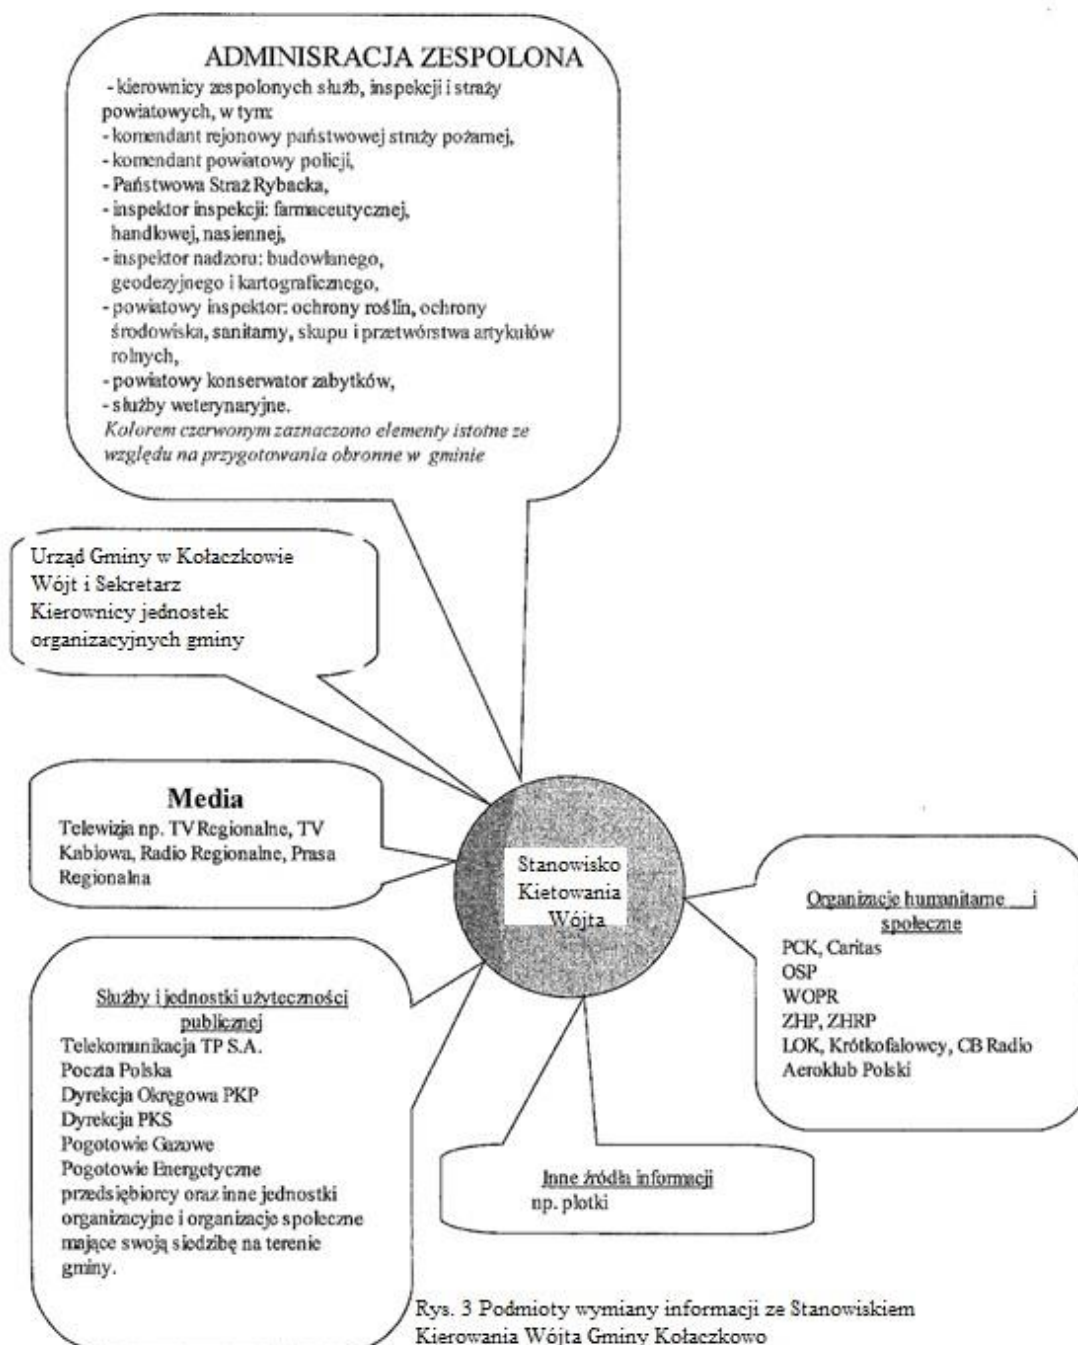 ADMINISRACJA ZESPOLONA
- kierownicy zespolonych służb, inspekcji i straży
powiatowych, w tym:
- komendant rejonowy państwowej straży pożarnej,
- komendant powiatowy policji,
- Państwowa Straż Rybacka,
- inspektor inspekcji: farmaceutycznej,
handlowej, nasiennej,
- inspektor nadzoru: budowlanego,
geodezyjnego i kartograficznego,
- powiatowy inspektor: ochrony roślin, ochrony
środowiska, sanitarny, skupu i przetwórstwa artykułów
rolnych,
- powiatowy konserwator zabytków,
- służby weterynaryjne.
Kolorem czerwonym zaznaczono elementy istotne ze
względu na przygotowania obronne w gminie
Urząd Gminy w Kołaczkowie
Wójt i Sekretarz
Kierownicy jednostek
organizacyjnych gminy
Media
Telewizja np. TV Regionalne, TV
Kablowa, Radio Regionalne, Prasa
Regionalna
Stanowisko
Kietowania
Wójta
Organizacje humanitarne i
społeczne
PCK, Caritas
OSP
WOPR
ZHP, ZHRP
LOK, Krótkofalowcy, CB Radio
Aeroklub Polski
Służby i jednostki użyteczności
publicznej
Telekomunikacja TP S.A.
Poczta Polska
Dyrekcja Okręgowa PKP
Dyrekcja PKS
Pogotowie Gazowe
Pogotowie Energetyczne
przedsiębiorcy oraz inne jednostki
organizacyjne i organizacje społeczne
mające swoją siedzibę na terenie
gminy.
Inne źródła informacji
np. plotki
Rys. 3 Podmioty wymiany informacji ze Stanowiskiem
Kierowania Wójta Gminy Kołaczkowo